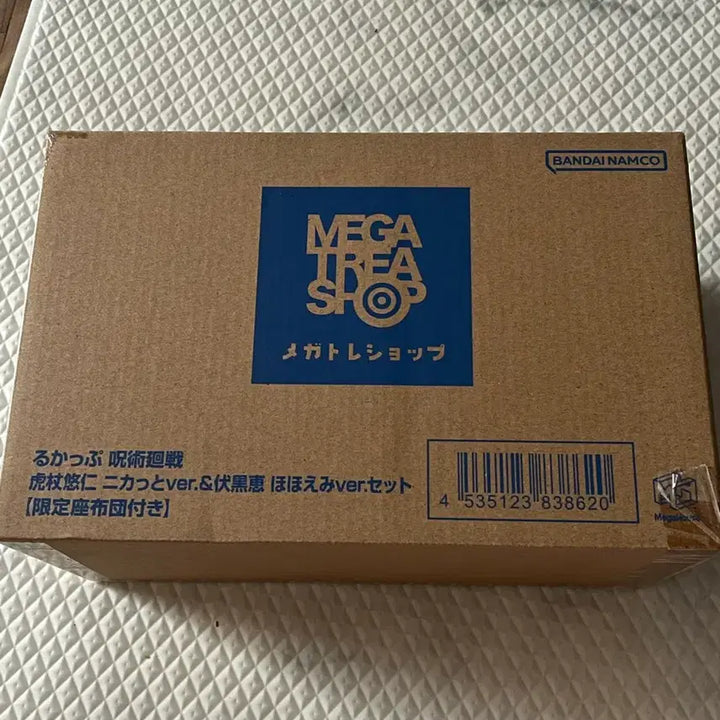 BANDAI NAMCO
MEGA
TREA
SHOP
メガトレショップ
るかっぷ 呪術廻戦
虎杖悠仁 ニカっとver.&伏黒恵 ほほえみver.セット
【限定座布団付き】
4 535123 838620
MegaHouse